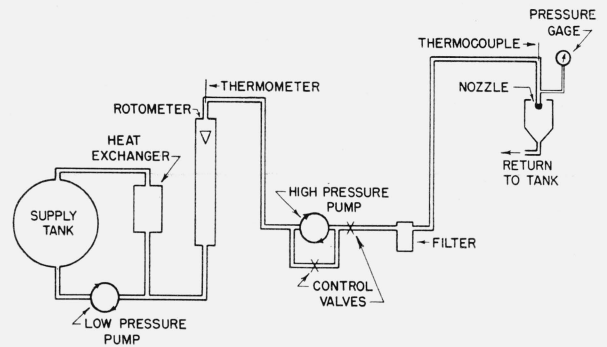 PRESSURE
GAGE
THERMOCOUPLE
NOZZLE
RETURN
TO TANK
THERMOMETER
ROTOMETER
HEAT
EXCHANGER
HIGH PRESSURE
PUMP
SUPPLY
TANK
FILTER
CONTROL
VALVES
LOW PRESSURE
PUMP